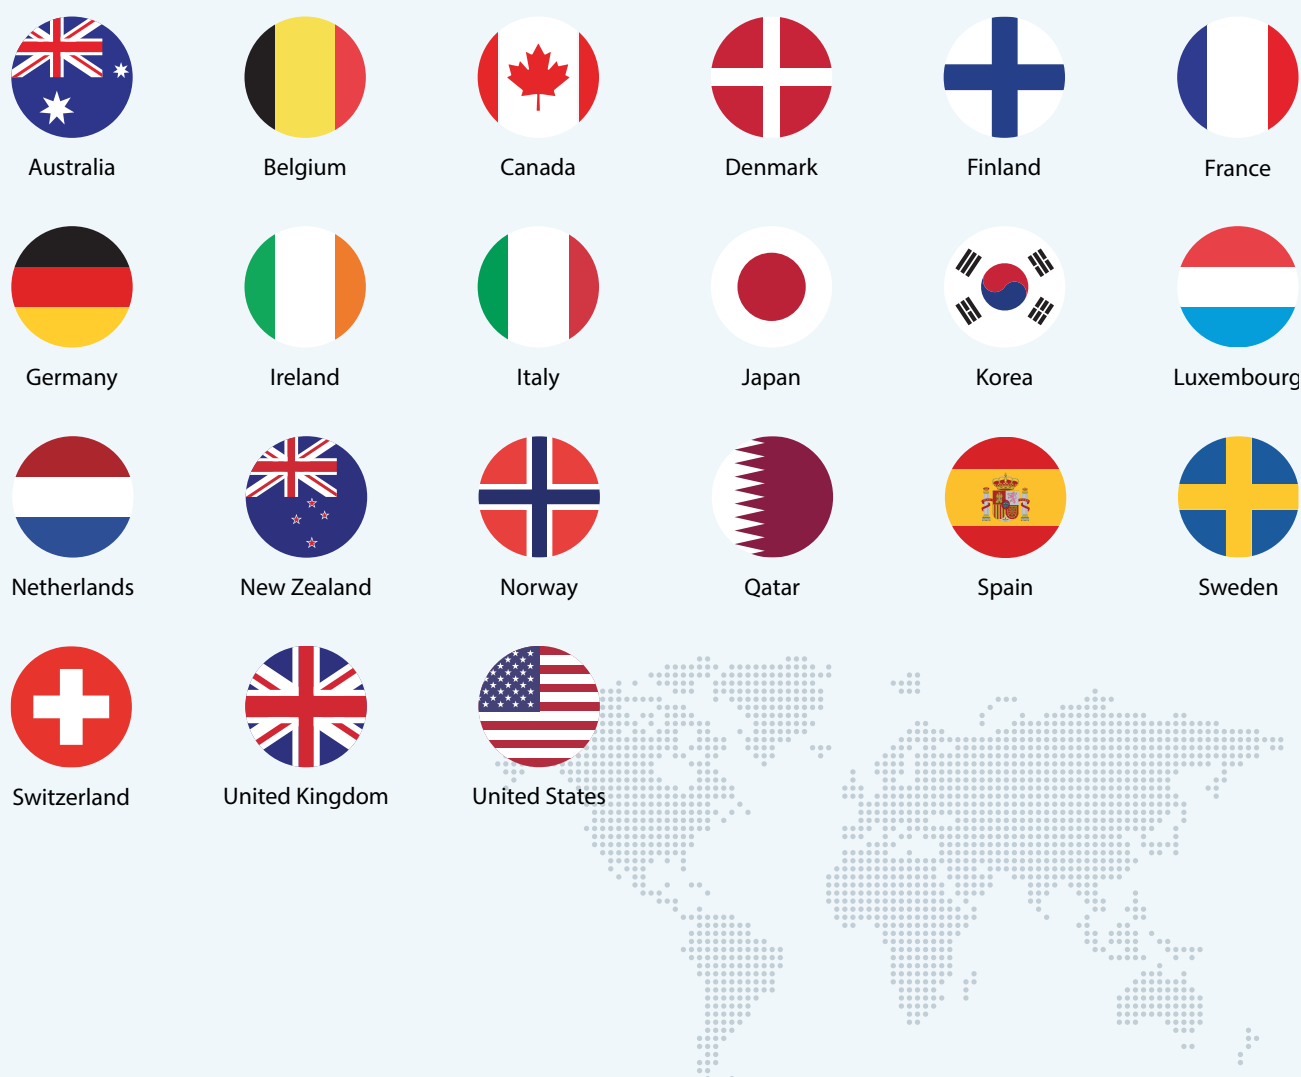 Australia
Belgium
Canada
Denmark
Finland
France
Germany
Ireland
Italy
Japan
Korea
Luxembourg
Netherlands
New Zealand
Norway
Qatar
Spain
Sweden
Switzerland
United Kingdom
United States